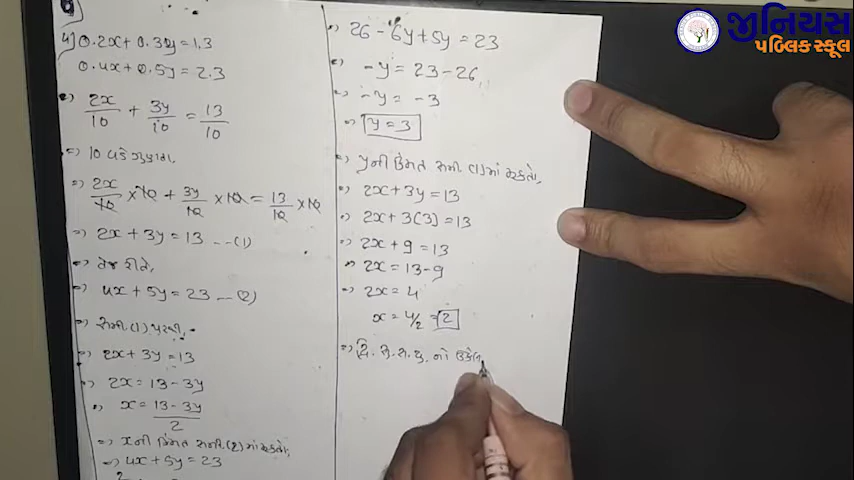 જીનિયસ
પબ્લિક સ્કૂલ
4) 0.2x + 0.3y = 1.3
0.4x + 0.5y = 2.3
=> 2x/10 + 3y/10 = 13/10
=> 10 વડે ગુણતા,
=> 2x/10 × 10 + 3y/10 × 10 = 13/10 × 10
=> 2x + 3y = 13 --(1)
=> તેજ રીતે,
=> 4x + 5y = 23 --(2)
=> સમી.(1) પરથી,
=> 2x + 3y = 13
=> 2x = 13 - 3y
=> x = 13 - 3y/2
=> xની કિંમત સમી.(2)માં મૂકતો,
=> 4x + 5y = 23
=> 26 - 6y + 5y = 23
=> -y = 23 - 26
=> -y = -3
=> y = 3
=> yની કિંમત સમી.(1)માં મૂકતો,
=> 2x + 3y = 13
=> 2x + 3(3) = 13
=> 2x + 9 = 13
=> 2x = 13 - 9
=> 2x = 4
x = 4/2 = 2
=> દ્વિ.સુ.સ.યુ. નો ઉકેલ